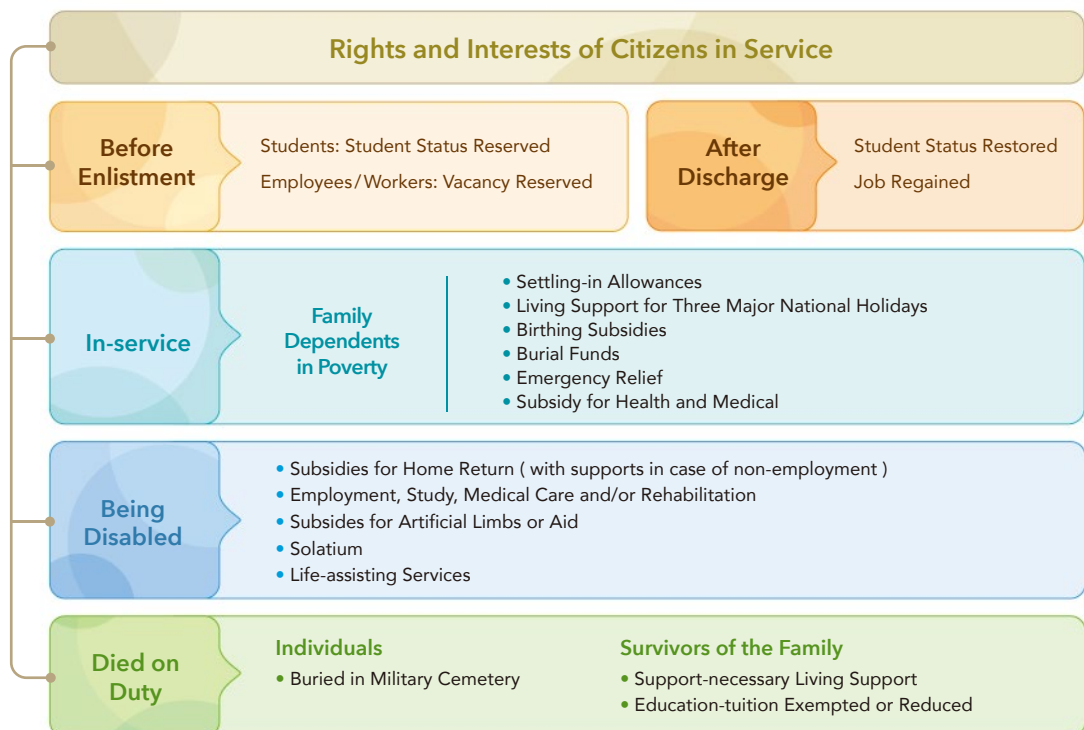 Rights and Interests of Citizens in Service
Before
Enlistment
Students: Student Status Reserved
Employees/Workers: Vacancy Reserved
After
Discharge
Student Status Restored
Job Regained
In-service
Family
Dependents
in Poverty
• Settling-in Allowances
• Living Support for Three Major National Holidays
• Birthing Subsidies
• Burial Funds
• Emergency Relief
• Subsidy for Health and Medical
Being
Disabled
• Subsidies for Home Return ( with supports in case of non-employment )
• Employment, Study, Medical Care and/or Rehabilitation
• Subsides for Artificial Limbs or Aid
• Solatium
• Life-assisting Services
Died on
Duty
Individuals
• Buried in Military Cemetery
Survivors of the Family
• Support-necessary Living Support
• Education-tuition Exempted or Reduced